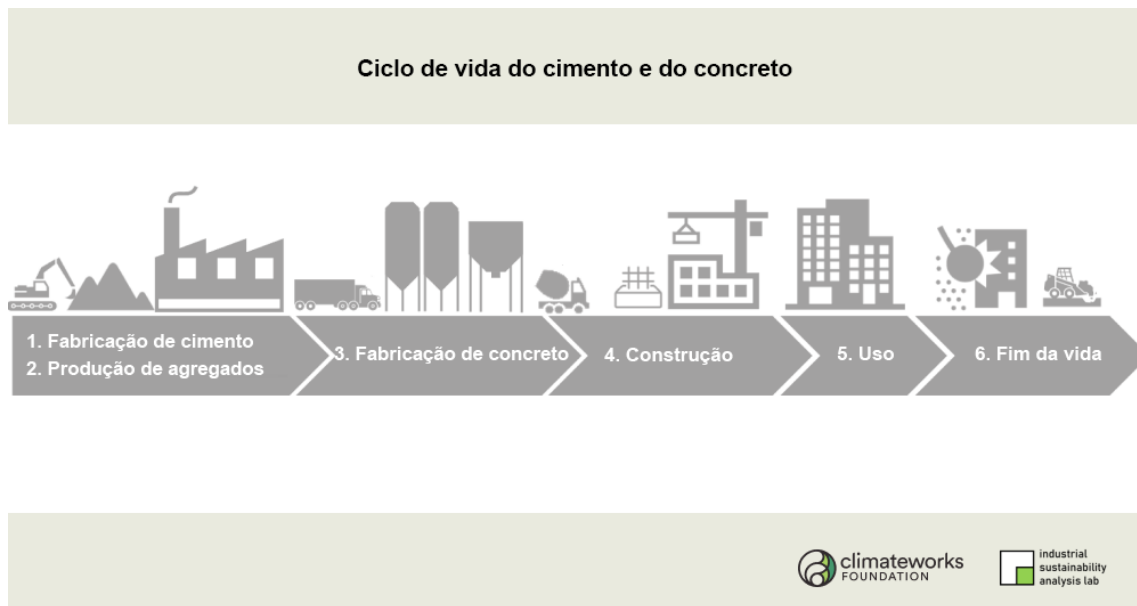 Ciclo de vida do cimento e do concreto
1. Fabricação de cimento
2. Produção de agregados
3. Fabricação de concreto
4. Construção
5. Uso
6. Fim da vida
climateworks
FOUNDATION
industrial
sustainability
analysis lab